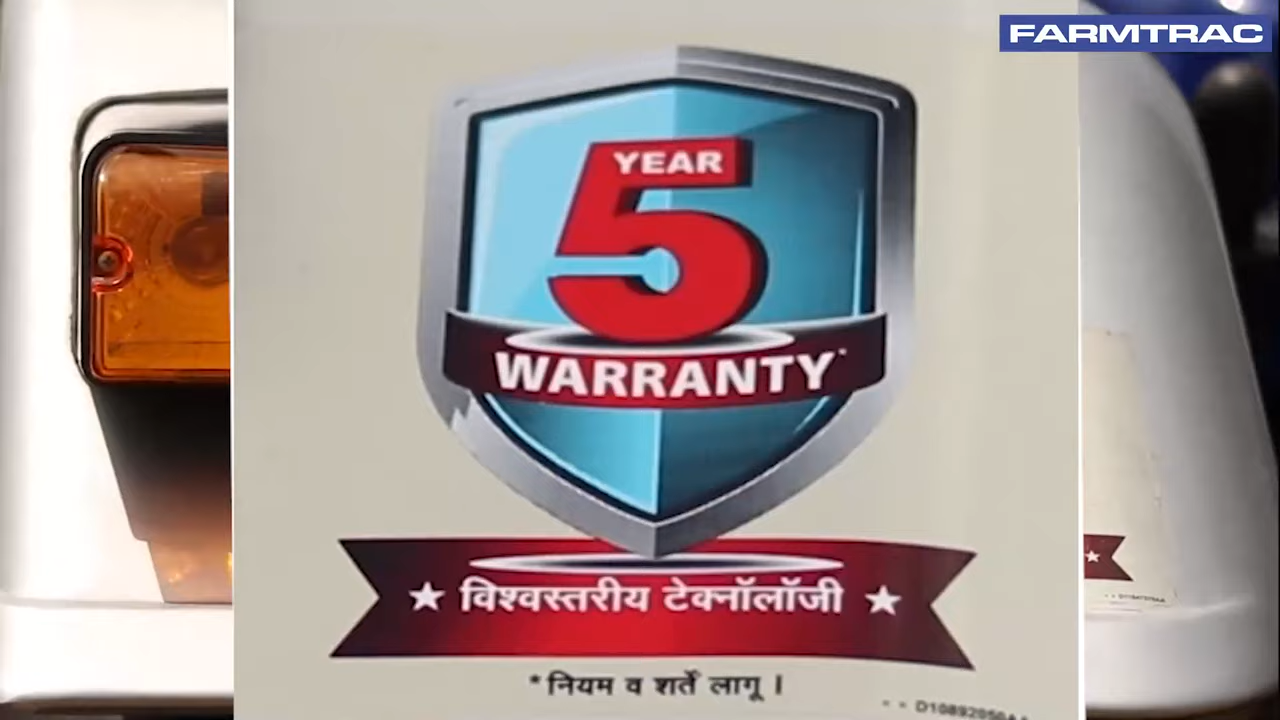 FARMTRAC
YEAR
5
WARRANTY
★ विश्वस्तरीय टेक्नॉलॉजी ★
*नियम व शर्तें लागू ।